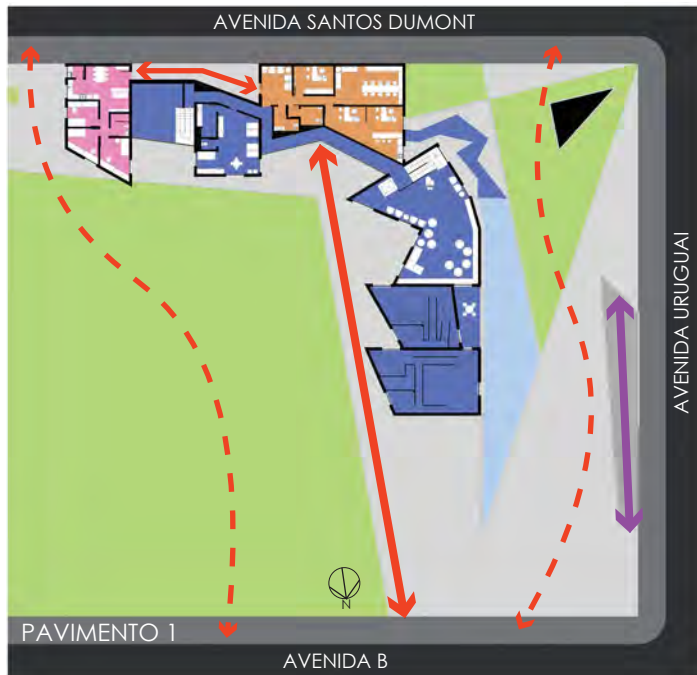 AVENIDA SANTOS DUMONT
AVENIDA URUGUAI
N
PAVIMENTO 1
AVENIDA B